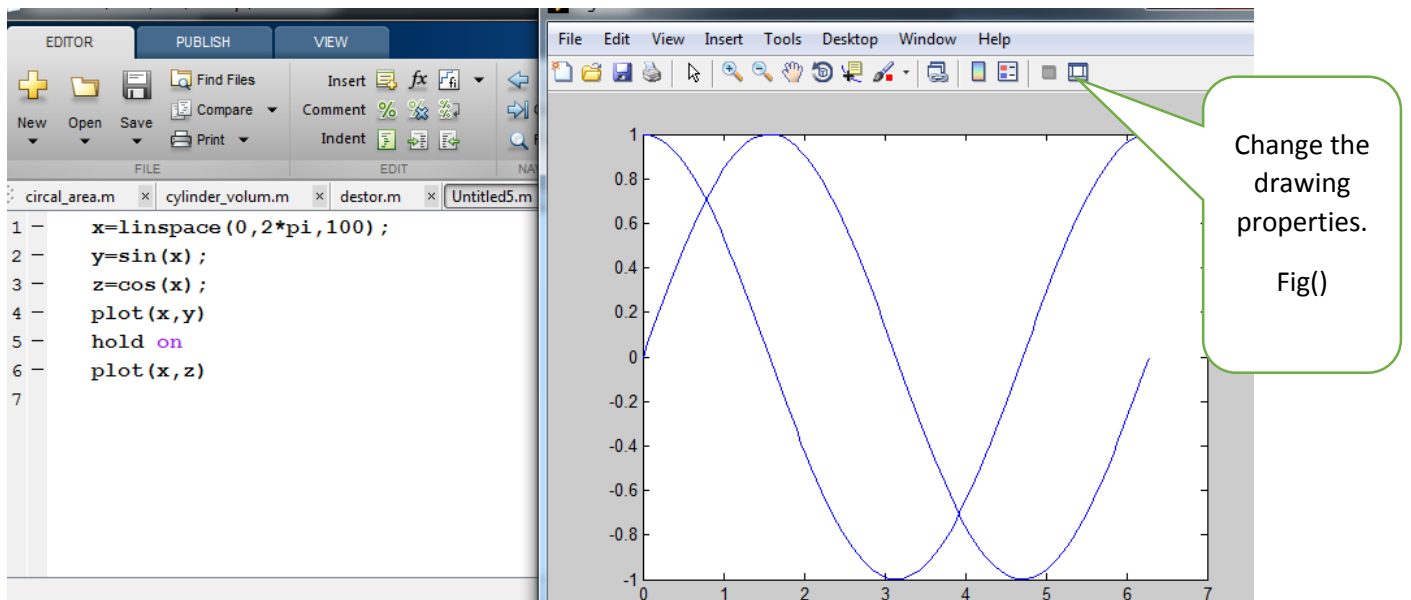 EDITOR PUBLISH VIEW
New Open Save
Find Files
Compare
Print
Insert fx
Comment
Indent
FILE EDIT
circal_area.m × cylinder_volum.m × destor.m × Untitled5.m
1 — x=linspace(0,2*pi,100);
2 — y=sin(x);
3 — z=cos(x);
4 — plot(x,y)
5 — hold on
6 — plot(x,z)
7
File Edit View Insert Tools Desktop Window Help
1
0.8
0.6
0.4
0.2
0
-0.2
-0.4
-0.6
-0.8
-1
0 1 2 3 4 5 6 7
Change the
drawing
properties.
Fig()